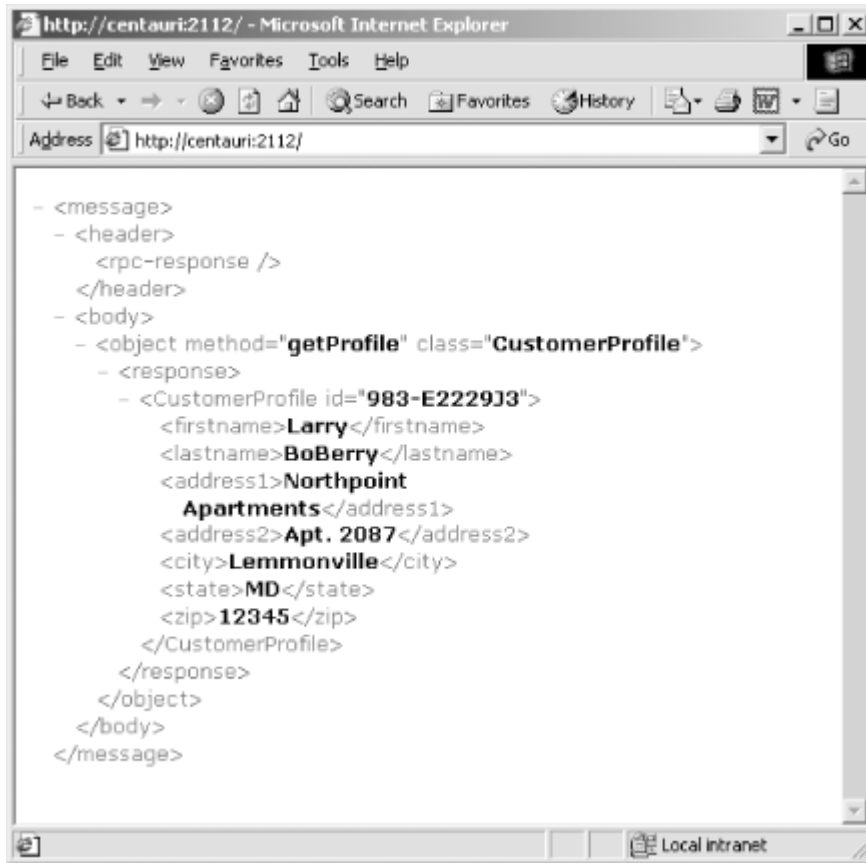 http://centauri:2112/ - Microsoft Internet Explorer
File Edit View Favorites Tools Help
Back Search Favorites History
Address http://centauri:2112/ Go
- <message>
- <header>
<rpc-response />
</header>
- <body>
- <object method="getProfile" class="CustomerProfile">
- <response>
- <CustomerProfile id="983-E2229J3">
<firstname>Larry</firstname>
<lastname>BoBerry</lastname>
<address1>Northpoint
Apartments</address1>
<address2>Apt. 2087</address2>
<city>Lemmonville</city>
<state>MD</state>
<zip>12345</zip>
</CustomerProfile>
</response>
</object>
</body>
</message>
Local intranet